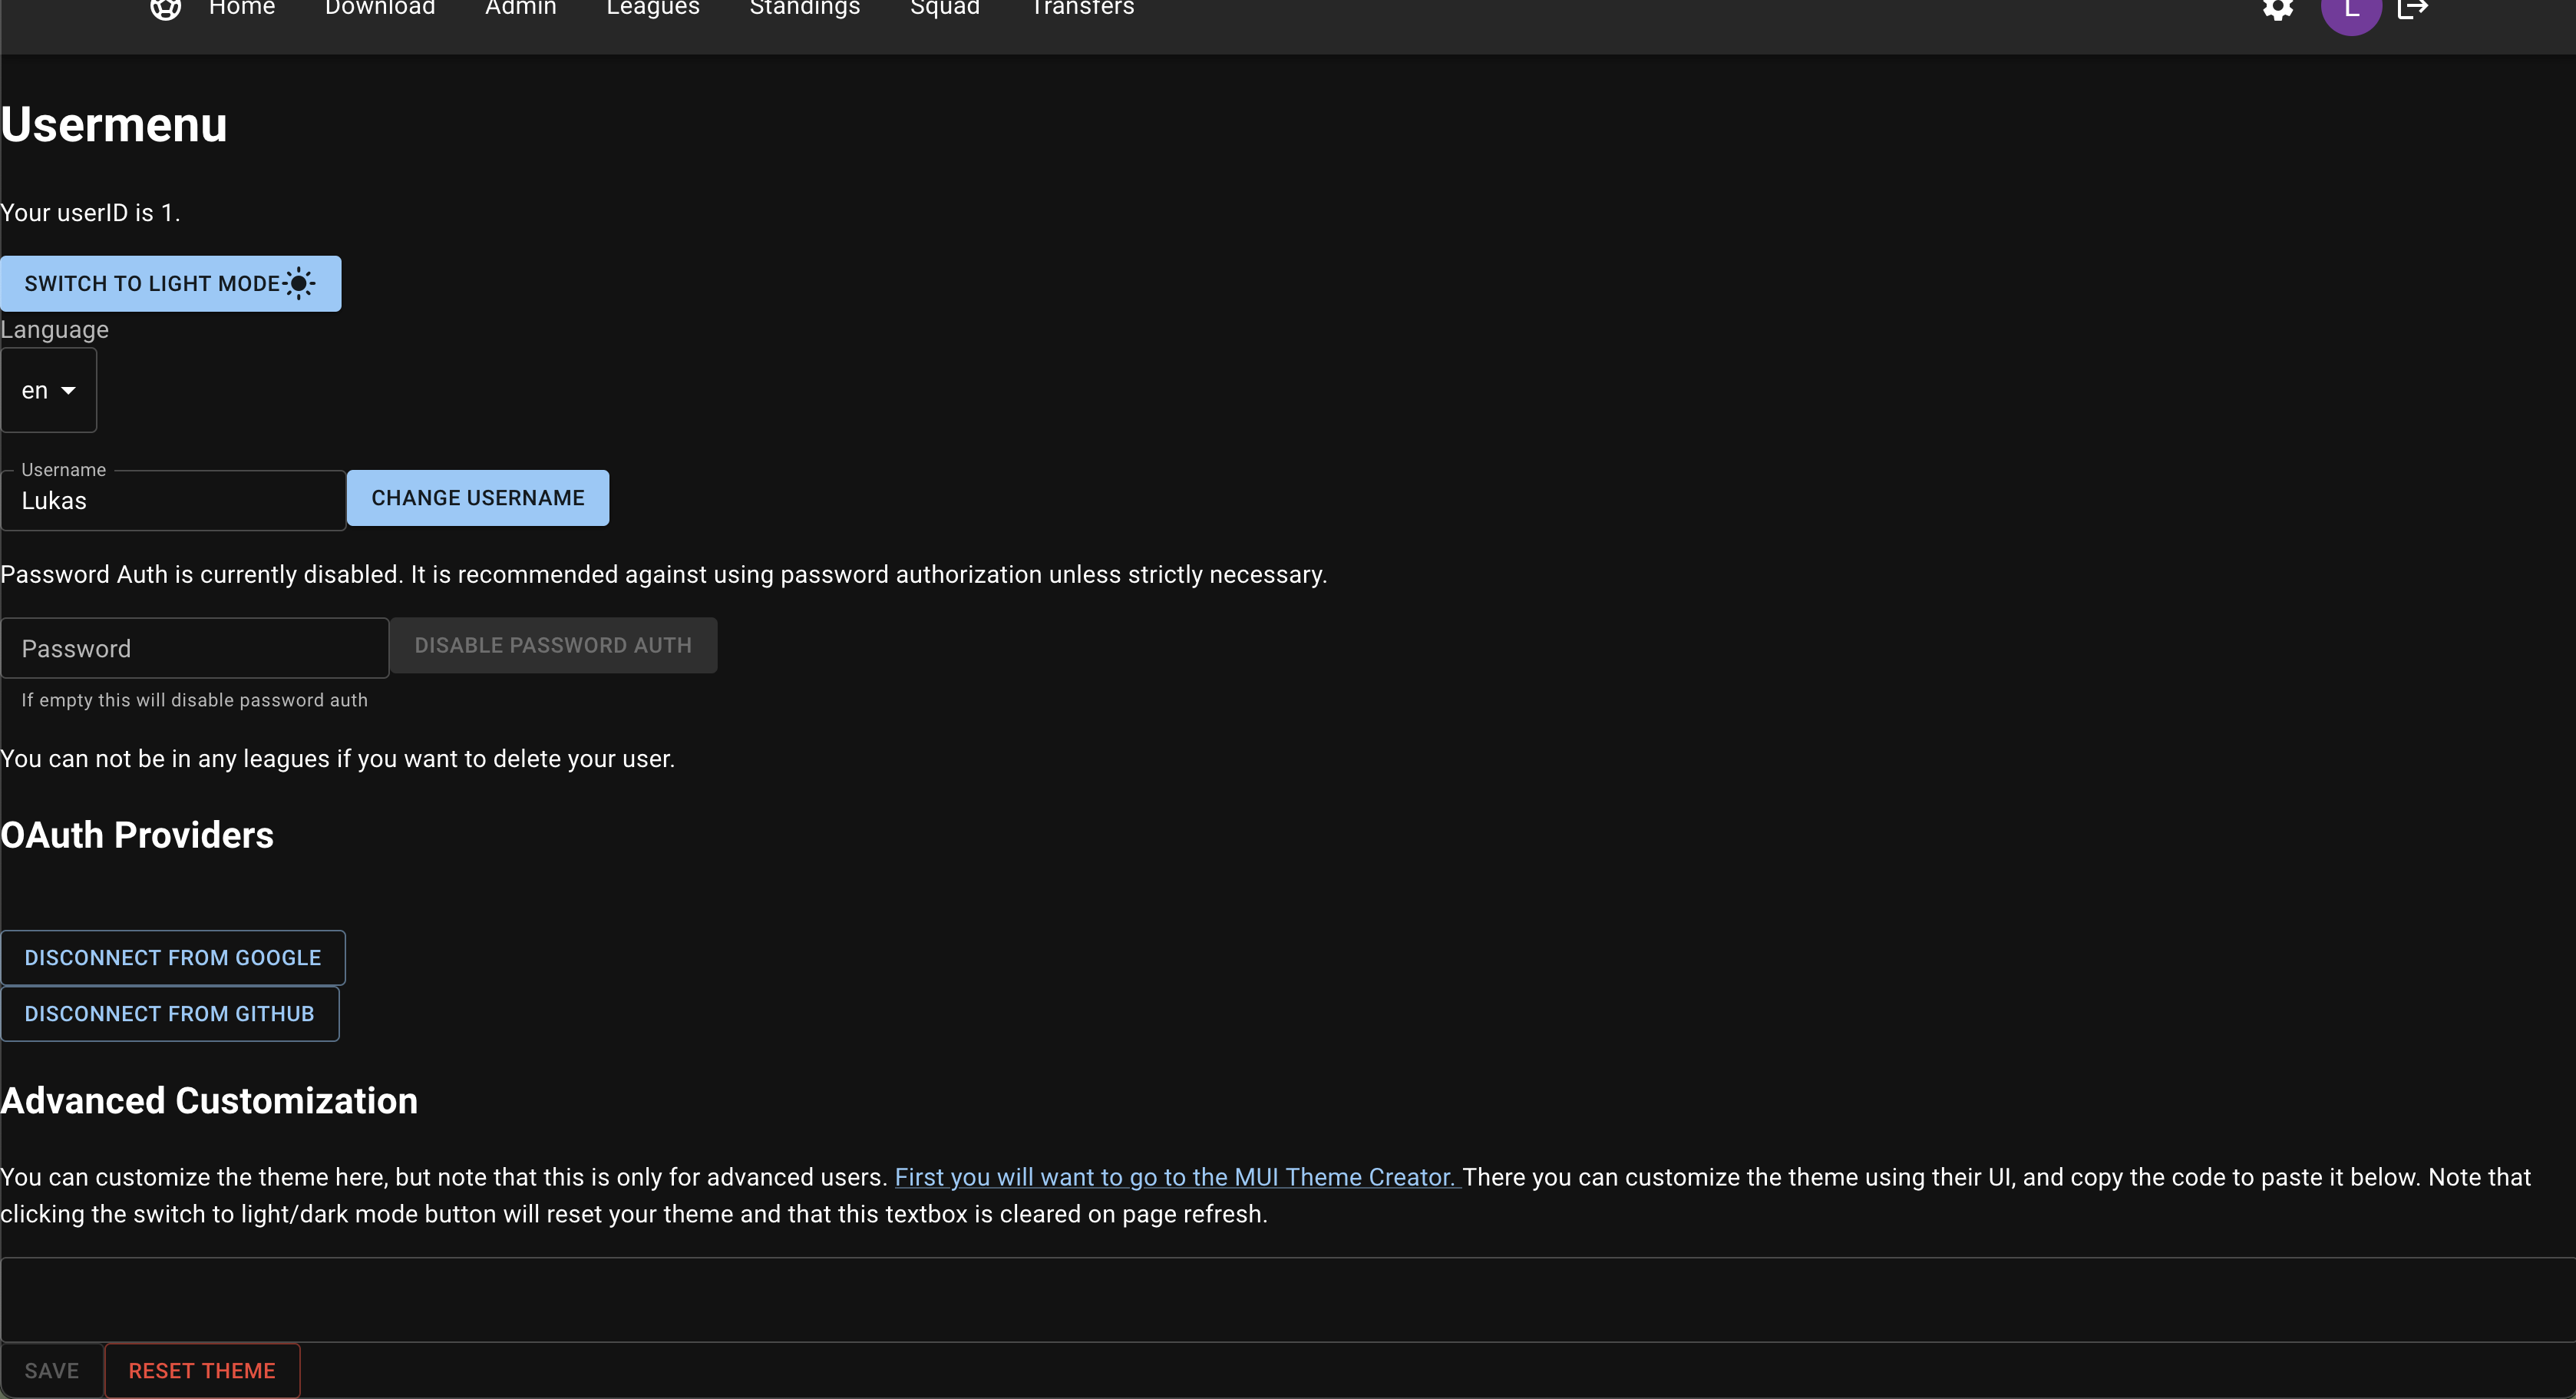 Home Download Admin Leagues Standings Squad Transfers L
Usermenu
Your userID is 1.
SWITCH TO LIGHT MODE
Language
en
Username
Lukas
CHANGE USERNAME
Password Auth is currently disabled. It is recommended against using password authorization unless strictly necessary.
Password
DISABLE PASSWORD AUTH
If empty this will disable password auth
You can not be in any leagues if you want to delete your user.
OAuth Providers
DISCONNECT FROM GOOGLE
DISCONNECT FROM GITHUB
Advanced Customization
You can customize the theme here, but note that this is only for advanced users. First you will want to go to the MUI Theme Creator. There you can customize the theme using their UI, and copy the code to paste it below. Note that
clicking the switch to light/dark mode button will reset your theme and that this textbox is cleared on page refresh.
SAVE RESET THEME